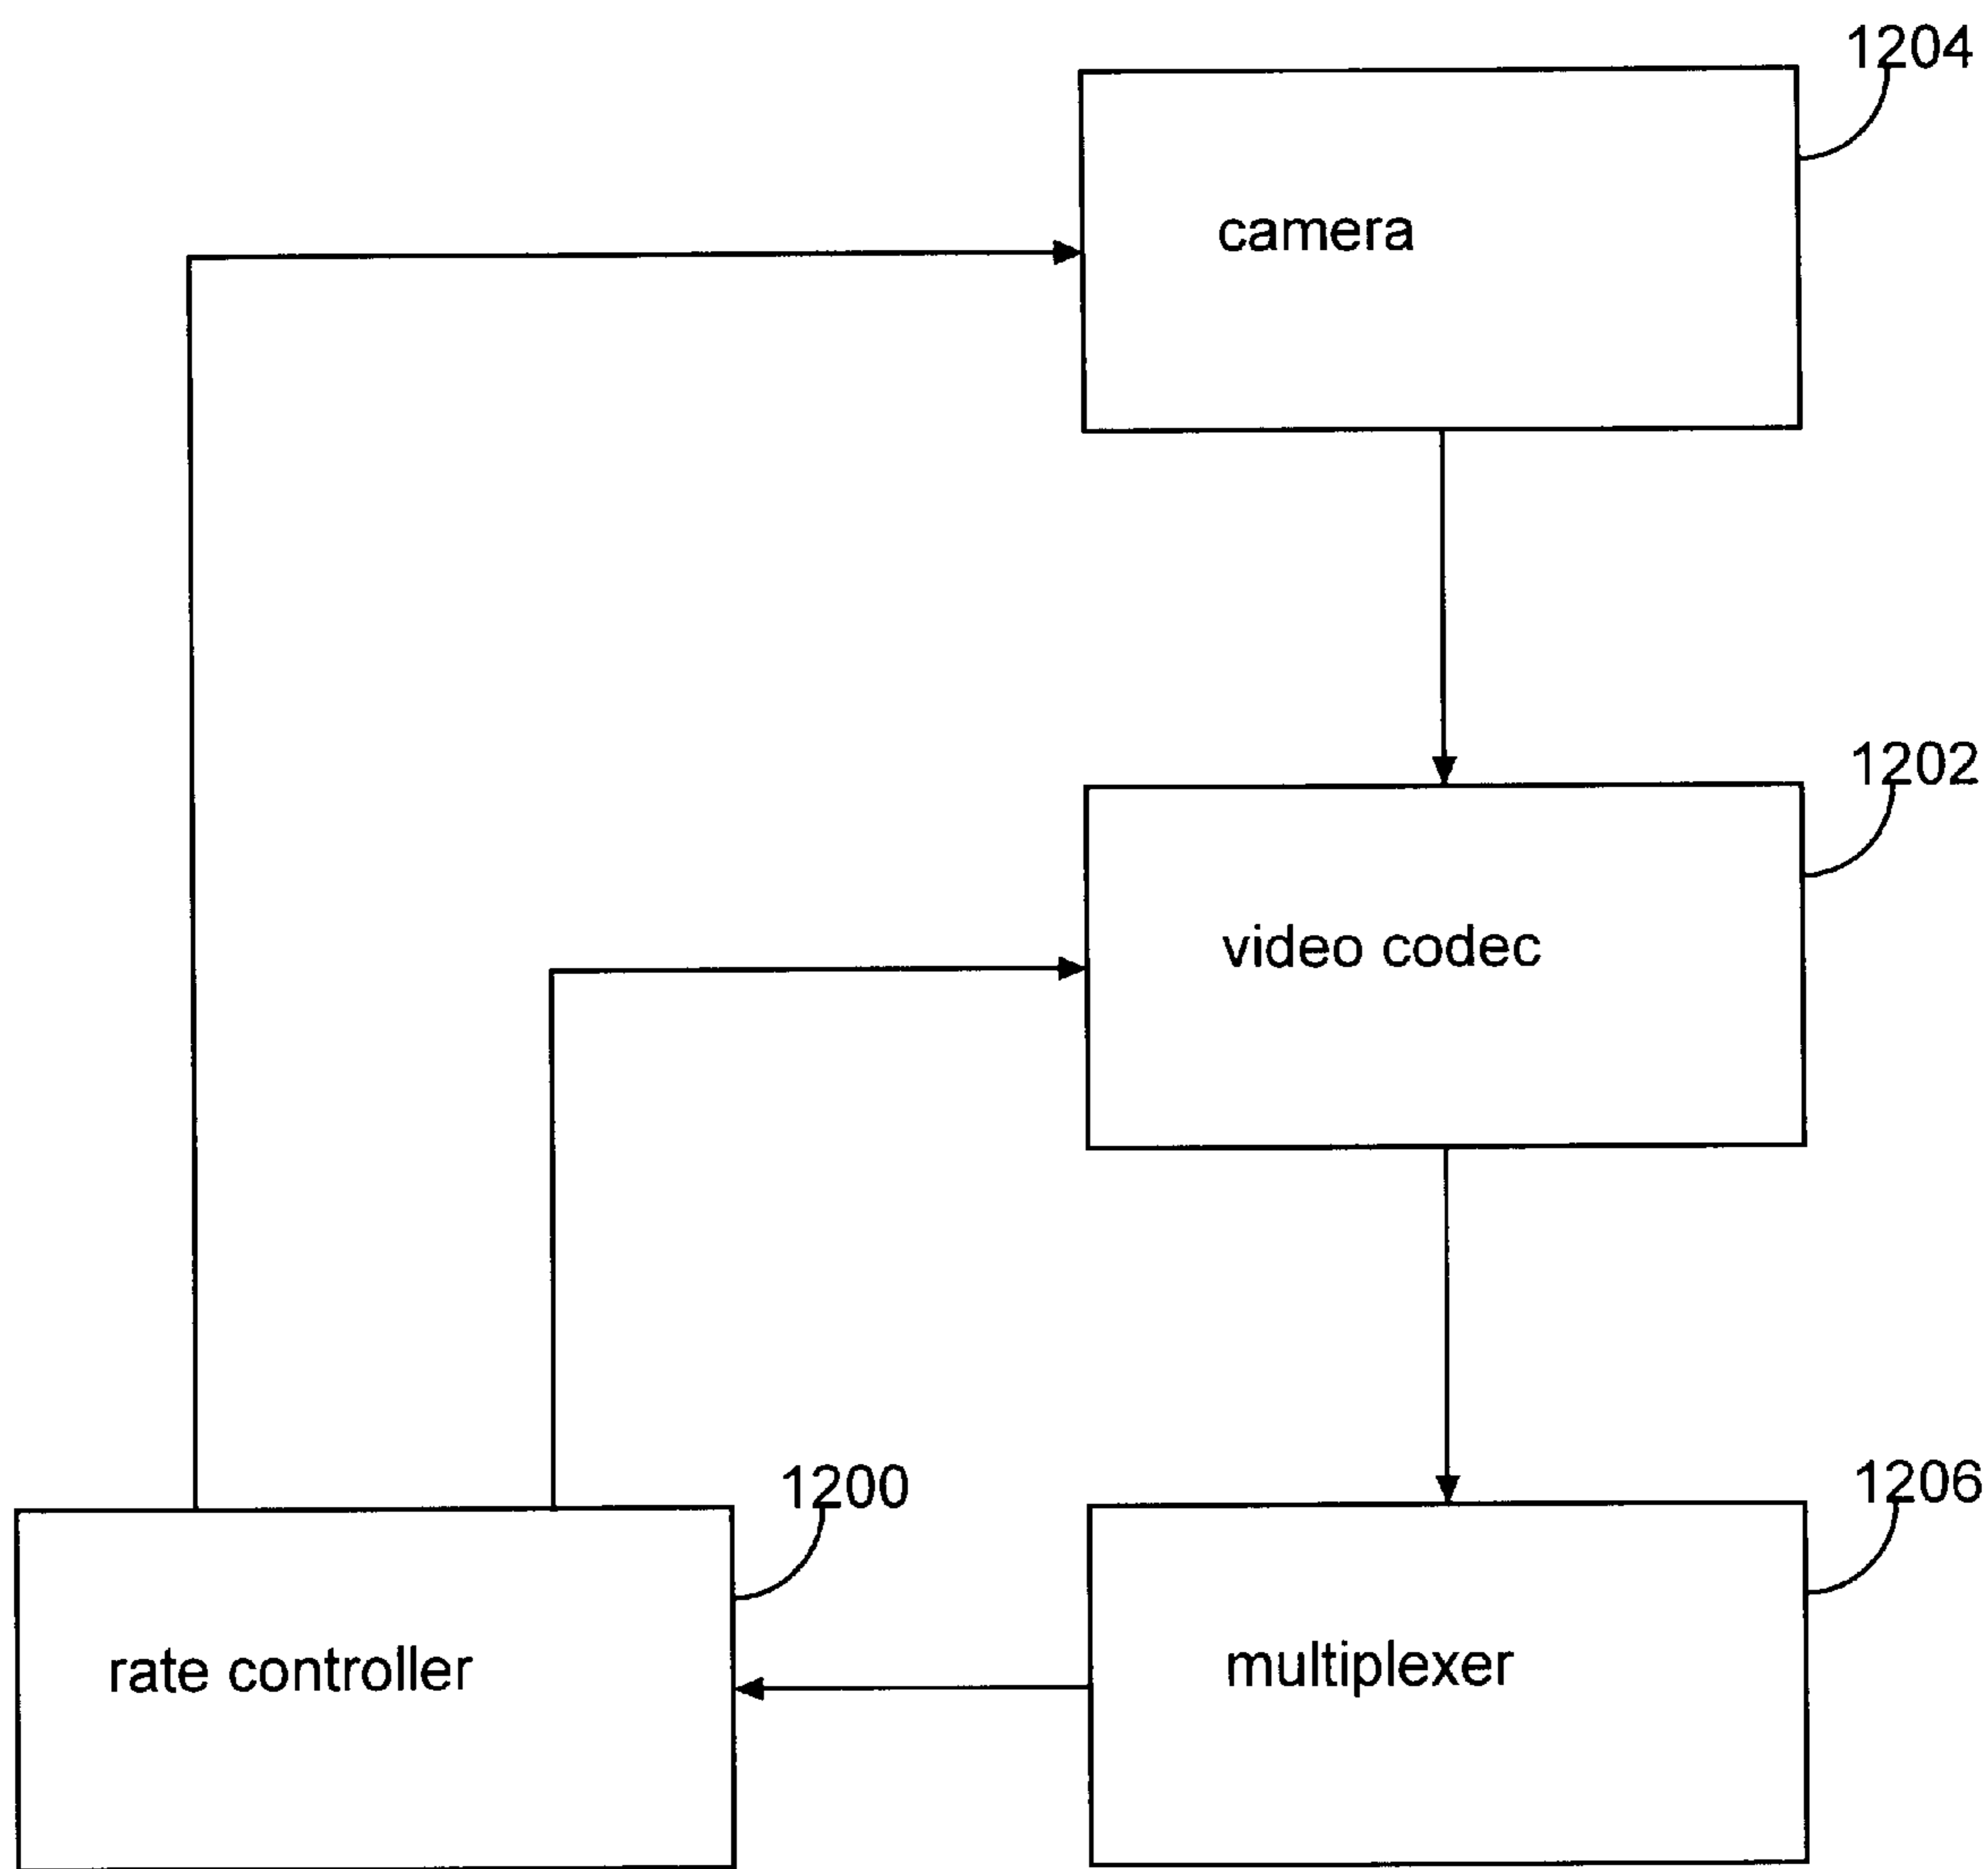 1204
camera
1202
video codec
1200
1206
rate controller
multiplexer